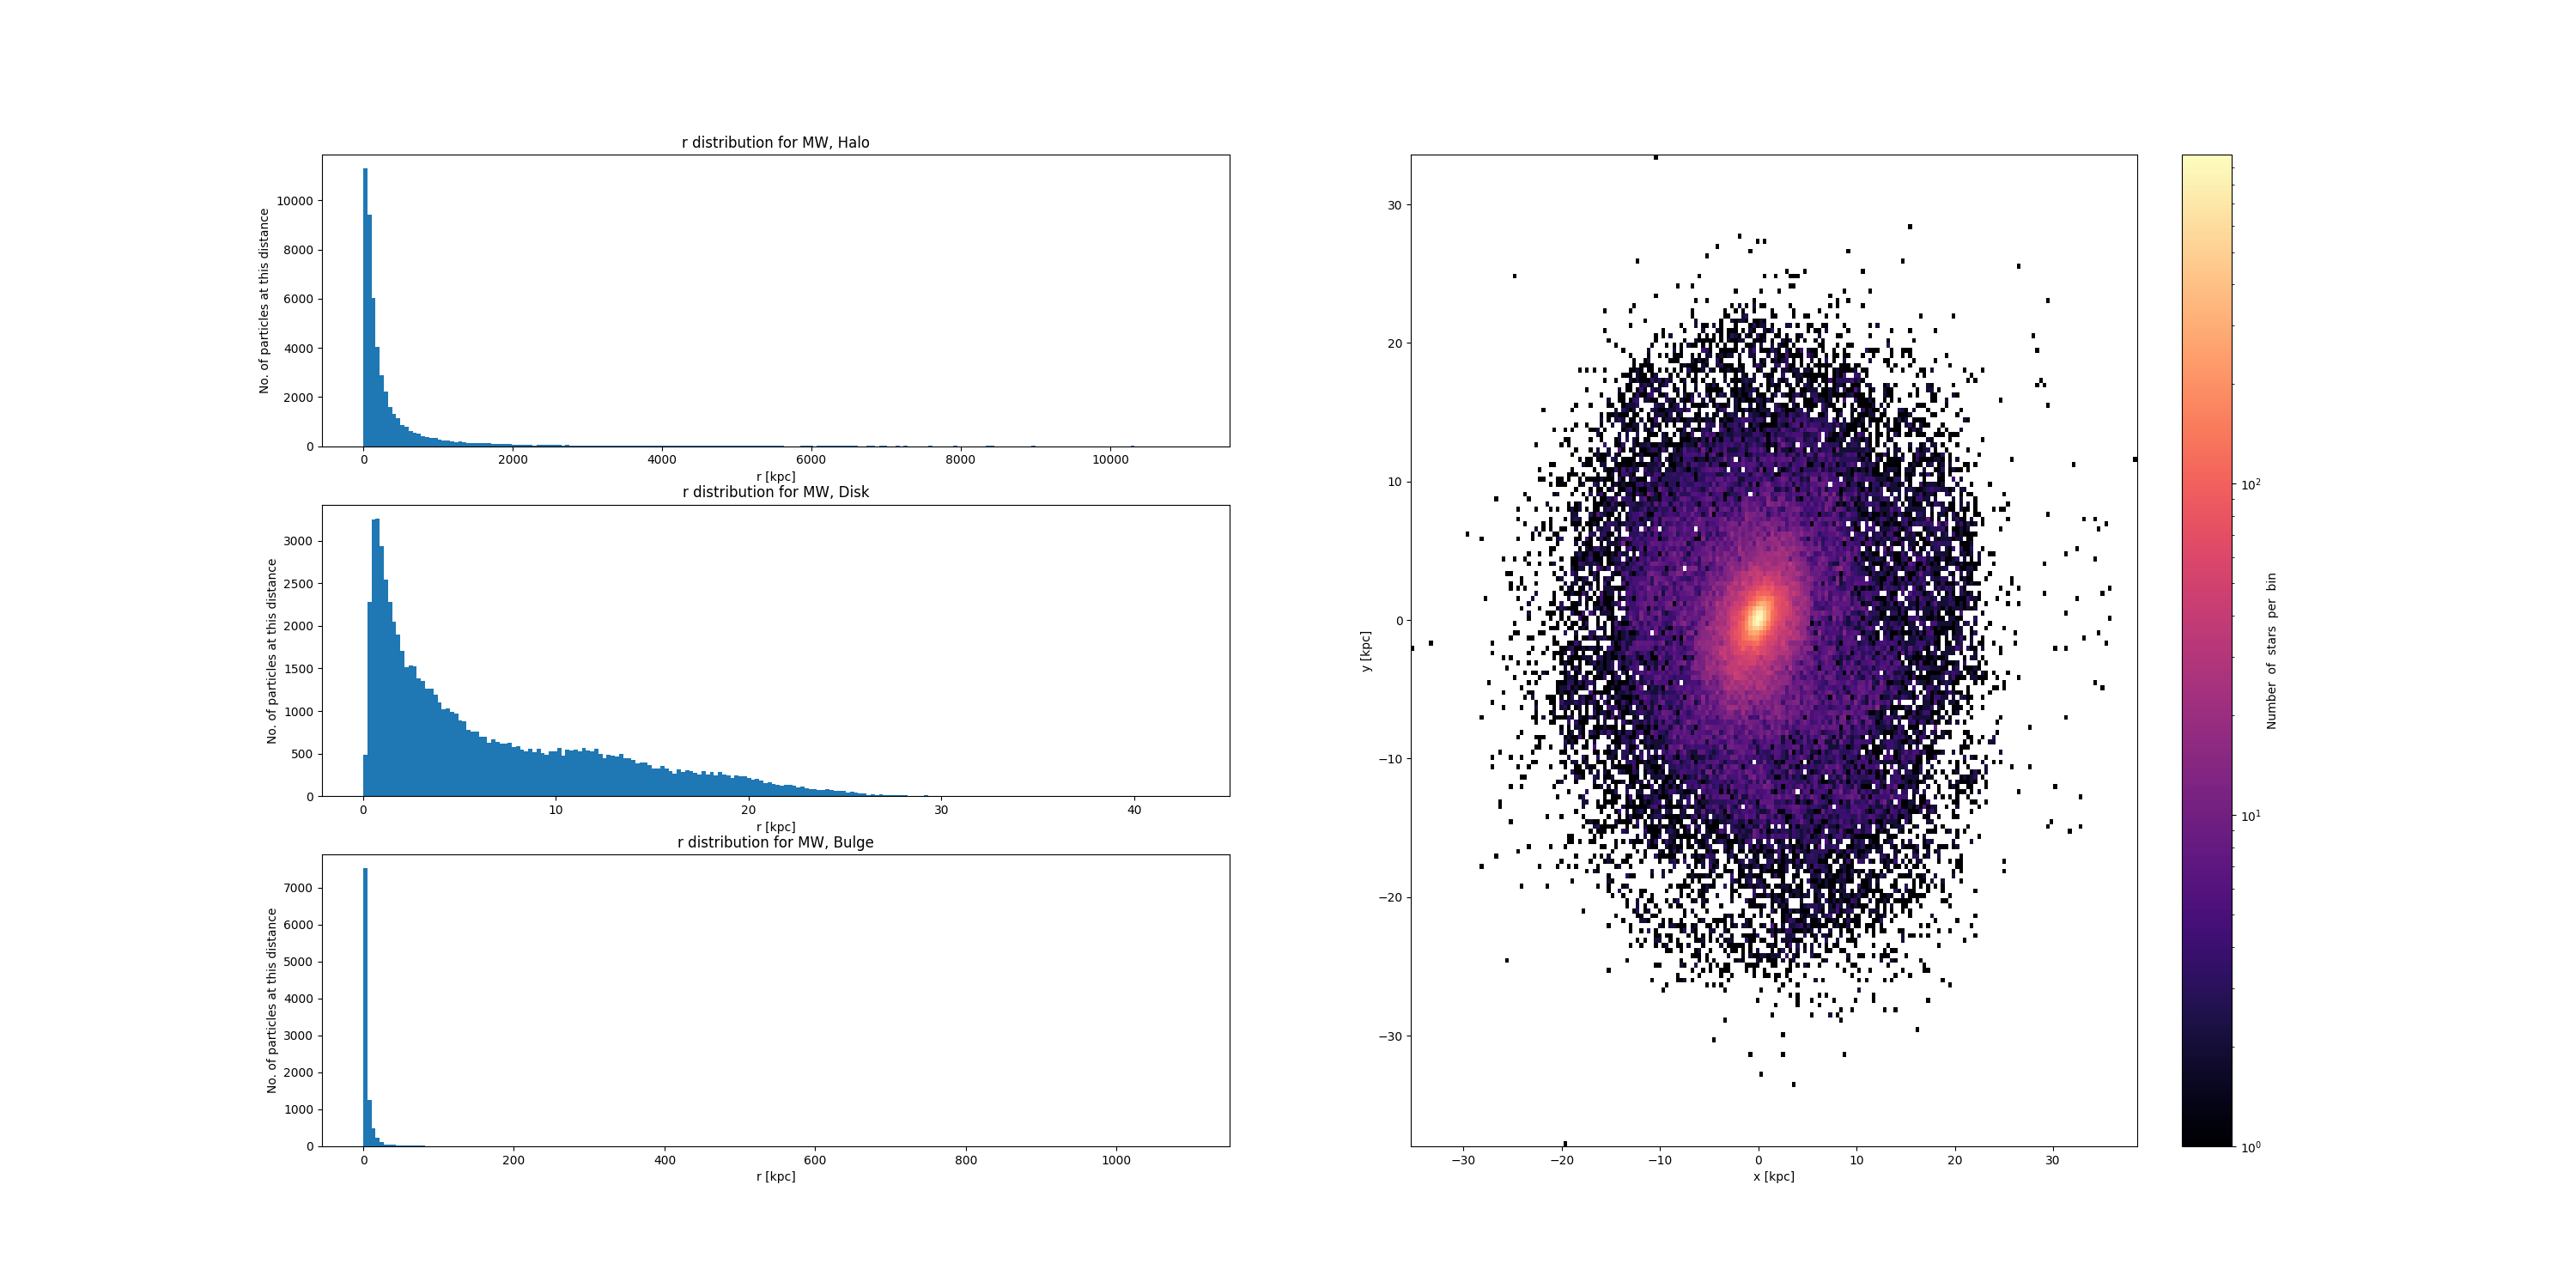 r distribution for MW, Halo
No. of particles at this distance
10000
8000
6000
4000
2000
0
0 2000 4000 6000 8000 10000
r [kpc]
r distribution for MW, Disk
No. of particles at this distance
3000
2500
2000
1500
1000
500
0
0 10 20 30 40
r [kpc]
r distribution for MW, Bulge
No. of particles at this distance
7000
6000
5000
4000
3000
2000
1000
0
0 200 400 600 800 1000
r [kpc]
y [kpc]
30
20
10
0
−10
−20
−30
−30 −20 −10 0 10 20 30
x [kpc]
10²
10¹
10⁰
Number of stars per bin